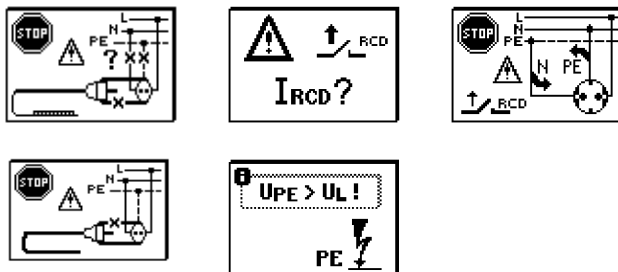 STOP
L
N
PE
?
RCD
IRCD?
STOP
L
N
PE
N PE
RCD
STOP
L
N
PE
UPE > UL!
PE